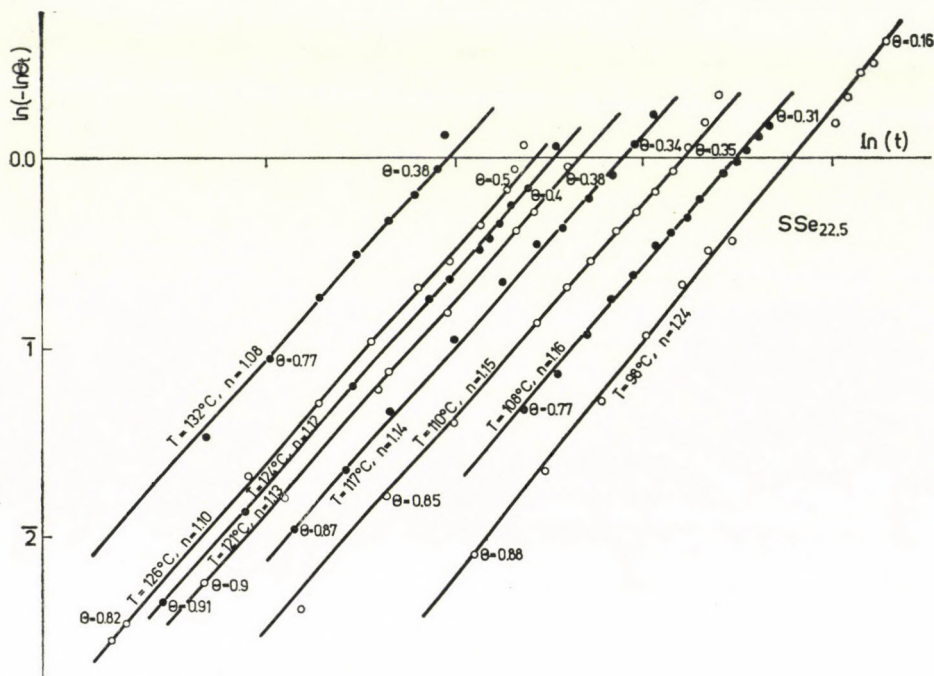 ln(-lnθt)
θ=0.16
θ=0.31
ln (t)
0.0
θ=0.34
θ=0.35
θ=0.38
θ=0.5
θ=0.38
θ=0.4
SSe22.5
1
θ=0.77
T = 132°C, n = 1.08
T = 126°C, n = 1.10
T = 124°C, n = 1.12
T = 121°C, n = 1.13
T = 117°C, n = 1.14
T = 110°C, n = 1.15
T = 108°C, n = 1.16
T = 98°C, n = 1.24
θ=0.77
θ=0.85
θ=0.87
2
θ=0.88
θ=0.9
θ=0.91
θ=0.82